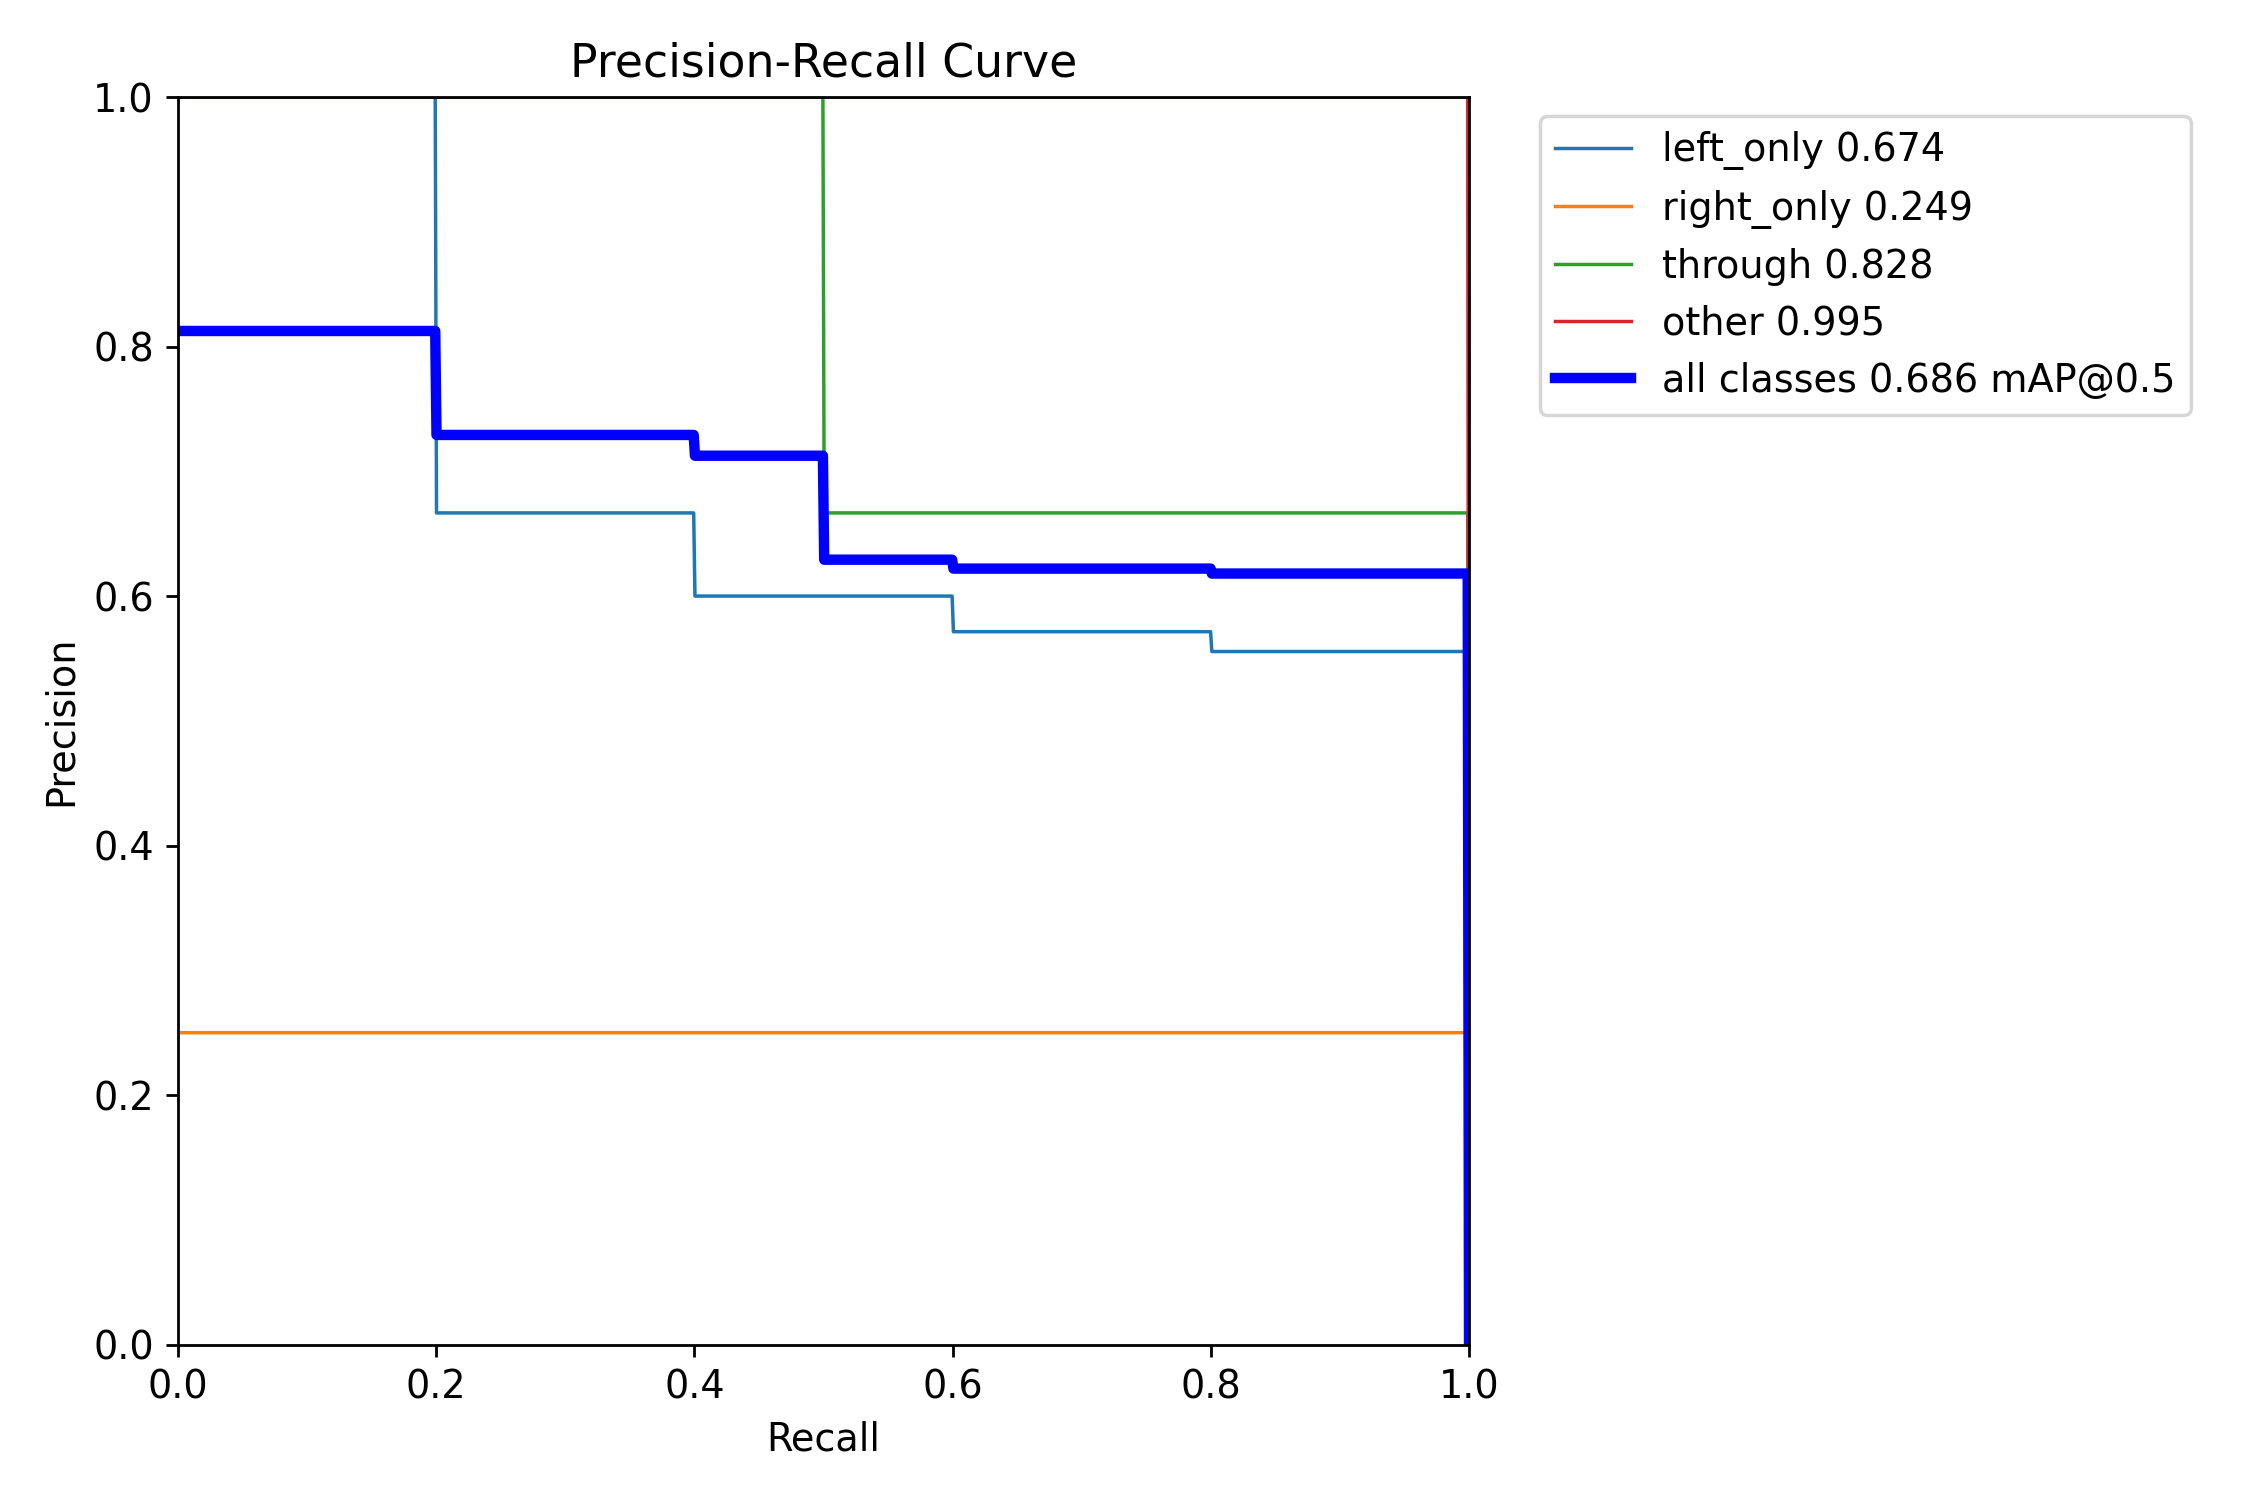 Precision-Recall Curve
1.0
0.8
0.6
0.4
0.2
0.0
Precision
0.0 0.2 0.4 0.6 0.8 1.0
Recall
left_only 0.674
right_only 0.249
through 0.828
other 0.995
all classes 0.686 mAP@0.5